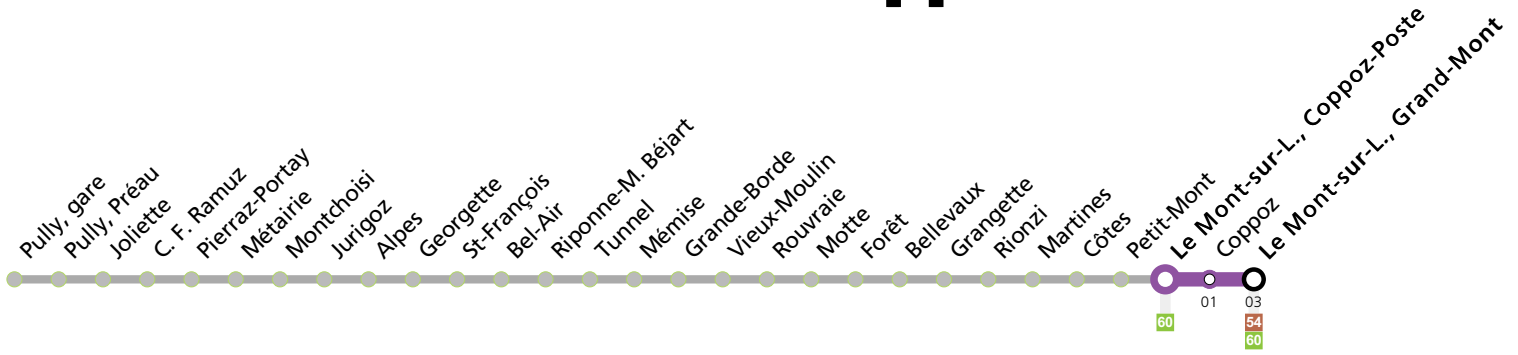 Pully, gare
Pully, Préau
Joliette
C. F. Ramuz
Pierraz-Portay
Métairie
Montchoisi
Jurigoz
Alpes
Georgette
St-François
Bel-Air
Riponne-M. Béjart
Tunnel
Mémise
Grande-Borde
Vieux-Moulin
Rouvraie
Motte
Forêt
Bellevaux
Grangette
Rionzi
Martines
Côtes
Petit-Mont
Le Mont-sur-L., Coppoz-Poste
Coppoz
Le Mont-sur-L., Grand-Mont
01
03
60
54
60